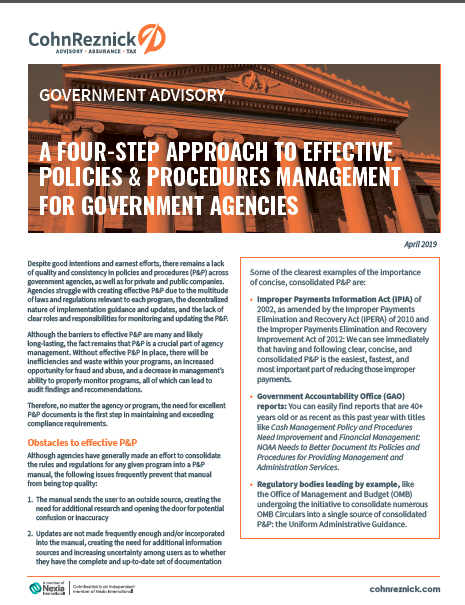 CohnReznick
ADVISORY • ASSURANCE • TAX
GOVERNMENT ADVISORY
A FOUR-STEP APPROACH TO EFFECTIVE
POLICIES & PROCEDURES MANAGEMENT
FOR GOVERNMENT AGENCIES
April 2019
Despite good intentions and earnest efforts, there remains a lack
of quality and consistency in policies and procedures (P&P) across
government agencies, as well as for private and public companies.
Agencies struggle with creating effective P&P due to the multitude
of laws and regulations relevant to each program, the decentralized
nature of implementation guidance and updates, and the lack of
clear roles and responsibilities for monitoring and updating the P&P.
Although the barriers to effective P&P are many and likely
long-lasting, the fact remains that P&P is a crucial part of agency
management. Without effective P&P in place, there will be
inefficiencies and waste within your programs, an increased
opportunity for fraud and abuse, and a decrease in management's
ability to properly monitor programs, all of which can lead to
audit findings and recommendations.
Therefore, no matter the agency or program, the need for excellent
P&P documents is the first step in maintaining and exceeding
compliance requirements.
Obstacles to effective P&P
Although agencies have generally made an effort to consolidate
the rules and regulations for any given program into a P&P
manual, the following issues frequently prevent that manual
from being top quality:
1. The manual sends the user to an outside source, creating the
need for additional research and opening the door for potential
confusion or inaccuracy
2. Updates are not made frequently enough and/or incorporated
into the manual, creating the need for additional information
sources and increasing uncertainty among users as to whether
they have the complete and up-to-date set of documentation
Some of the clearest examples of the importance
of concise, consolidated P&P are:
• Improper Payments Information Act (IPIA) of
2002, as amended by the Improper Payments
Elimination and Recovery Act (IPERA) of 2010 and
the Improper Payments Elimination and Recovery
Improvement Act of 2012: We can see immediately
that having and following clear, concise, and
consolidated P&P is the easiest, fastest, and
most important part of reducing those improper
payments.
• Government Accountability Office (GAO)
reports: You can easily find reports that are 40+
years old or as recent as this past year with titles
like Cash Management Policy and Procedures
Need Improvement and Financial Management:
NOAA Needs to Better Document Its Policies and
Procedures for Providing Management and
Administration Services.
• Regulatory bodies leading by example, like
the Office of Management and Budget (OMB)
undergoing the initiative to consolidate numerous
OMB Circulars into a single source of consolidated
P&P: the Uniform Administrative Guidance.
A member of
Nexia
International
CohnReznick is an independent
member of Nexia International
cohnreznick.com